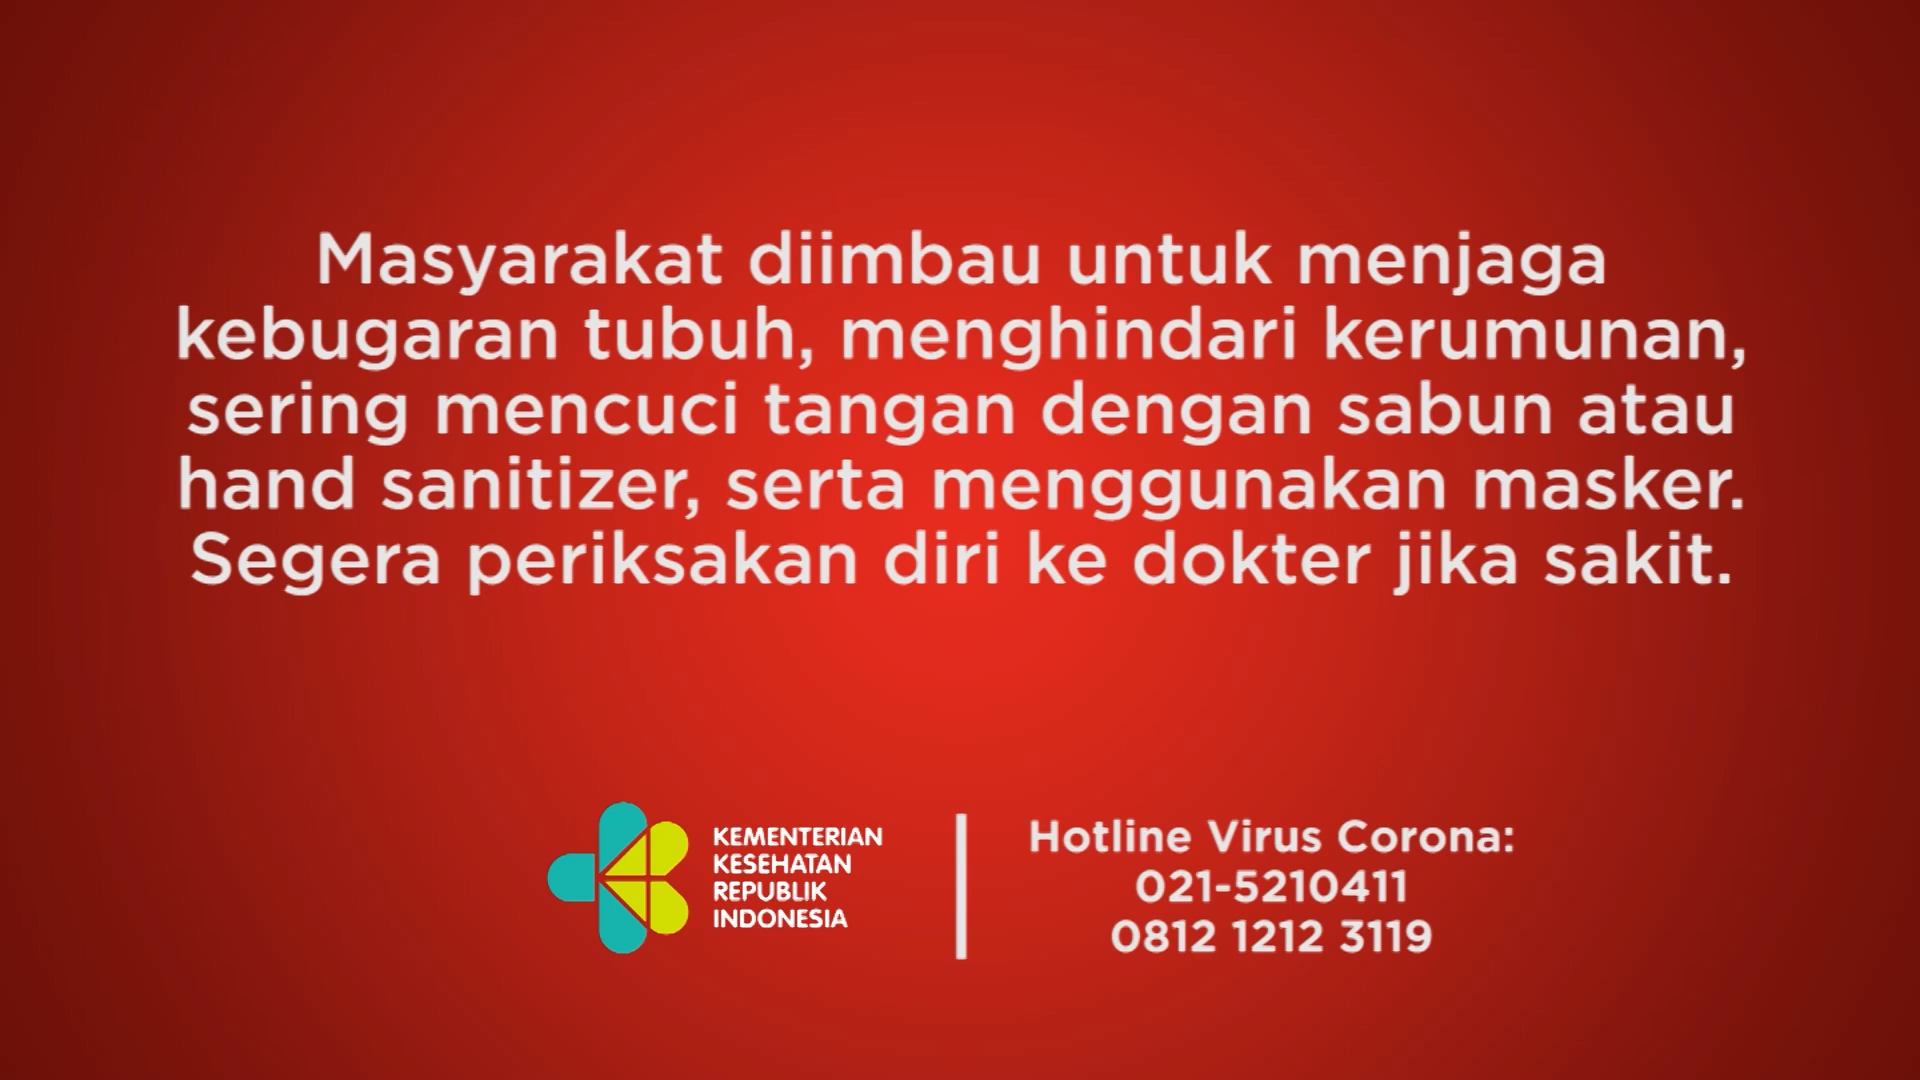 Masyarakat diimbau untuk menjaga
kebugaran tubuh, menghindari kerumunan,
sering mencuci tangan dengan sabun atau
hand sanitizer, serta menggunakan masker.
Segera periksakan diri ke dokter jika sakit.
KEMENTERIAN
KESEHATAN
REPUBLIK
INDONESIA
Hotline Virus Corona:
021-5210411
0812 1212 3119